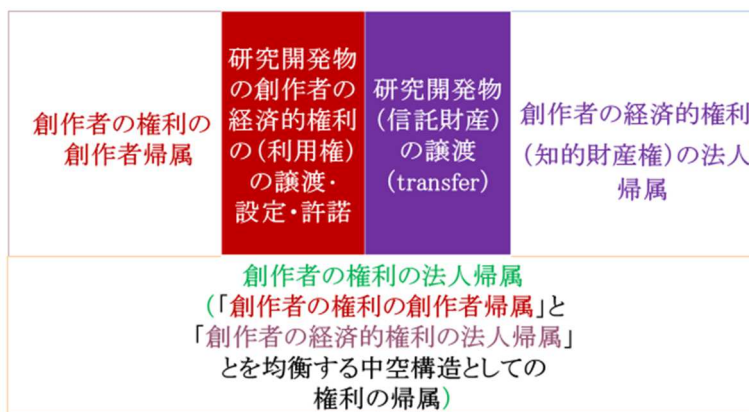 創作者の権利の
創作者帰属
研究開発物
の創作者の
経済的権利
の(利用権)
の譲渡・
設定・許諾
研究開発物
(信託財産)
の譲渡
(transfer)
創作者の経済的権利
(知的財産権)の法人
帰属
創作者の権利の法人帰属
(「創作者の権利の創作者帰属」と
「創作者の経済的権利の法人帰属」
とを均衡する中空構造としての
権利の帰属)